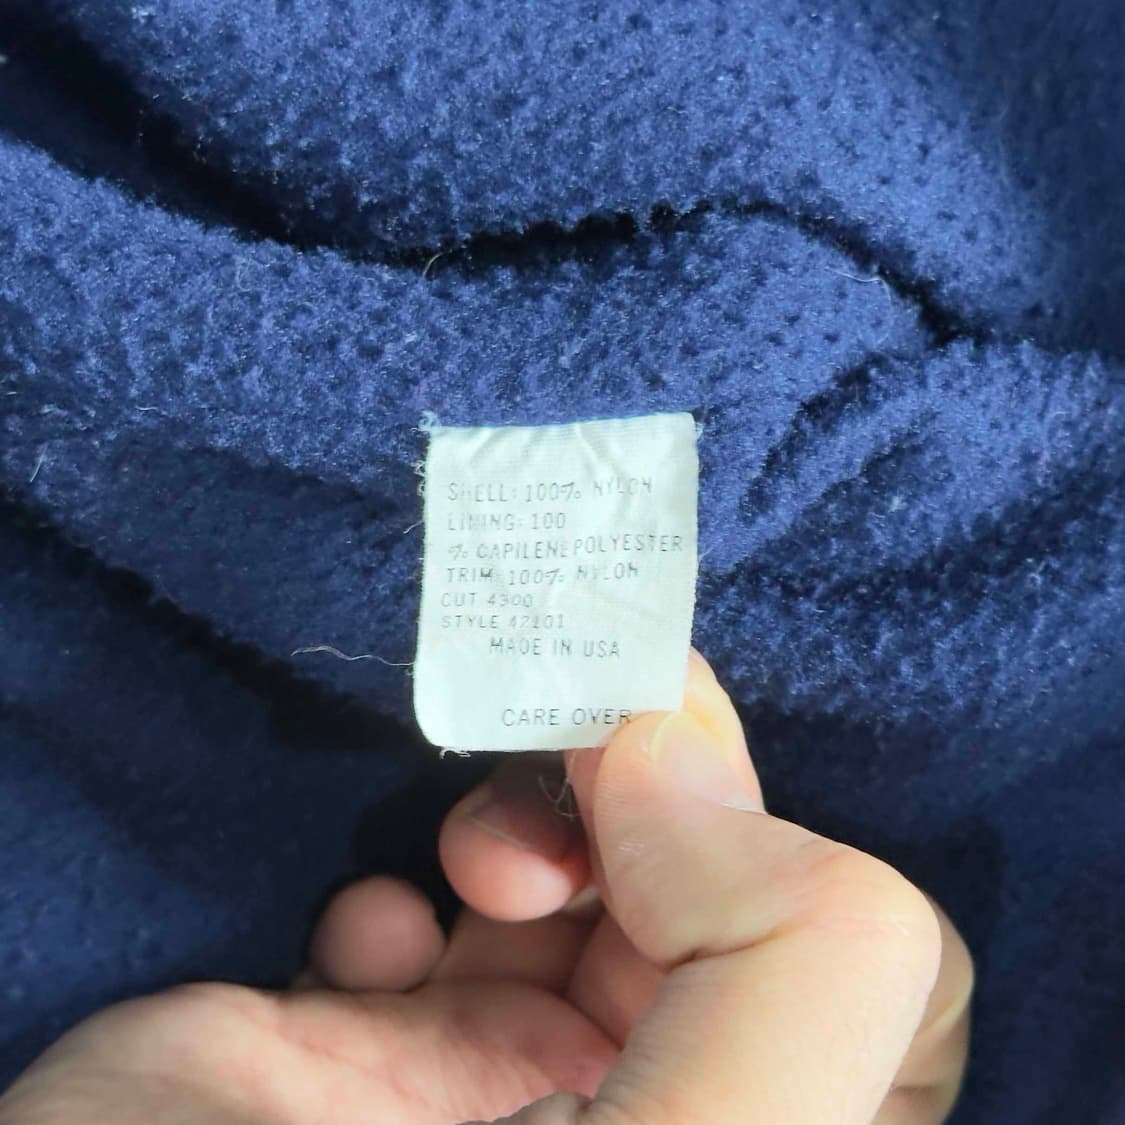 SHELL: 100% NYLON
LINING: 100
% CAPILENE POLYESTER
TRIM: 100% NYLON
CUT 4300
STYLE 42101
MADE IN USA
CARE OVER